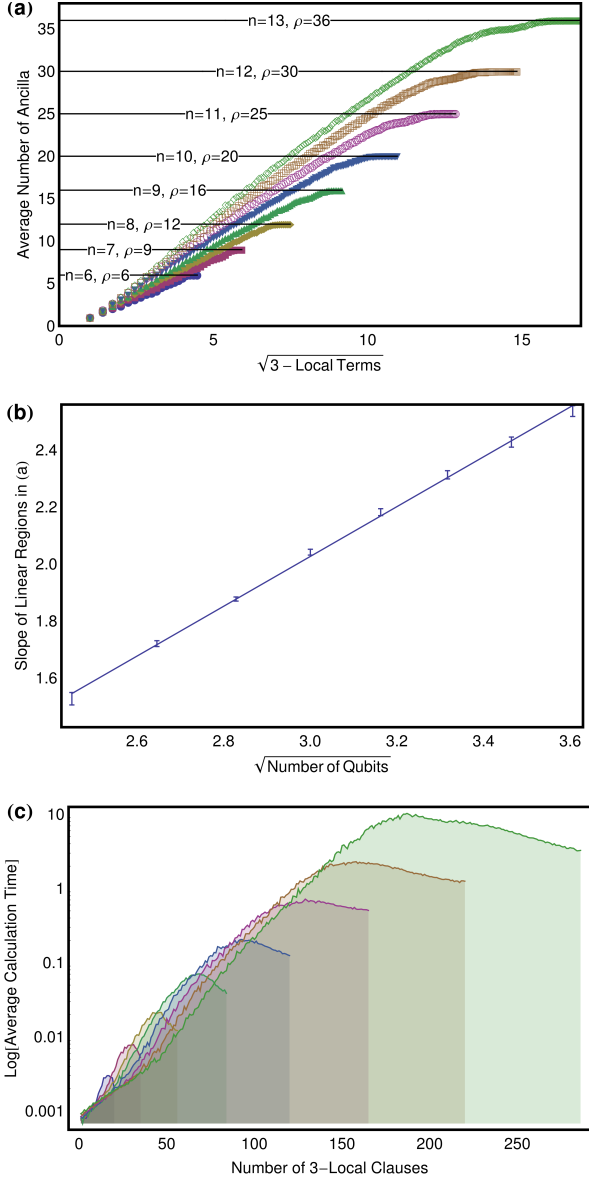 (a)
35
30
25
20
15
10
5
0
Average Number of Ancilla
n=13, ρ=36
n=12, ρ=30
n=11, ρ=25
n=10, ρ=20
n=9, ρ=16
n=8, ρ=12
n=7, ρ=9
n=6, ρ=6
0 5 10 15
√3 − Local Terms
(b)
2.4
2.2
2.0
1.8
1.6
Slope of Linear Regions in (a)
2.6 2.8 3.0 3.2 3.4 3.6
√Number of Qubits
(c)
10
1
0.1
0.01
0.001
Log[Average Calculation Time]
0 50 100 150 200 250
Number of 3−Local Clauses